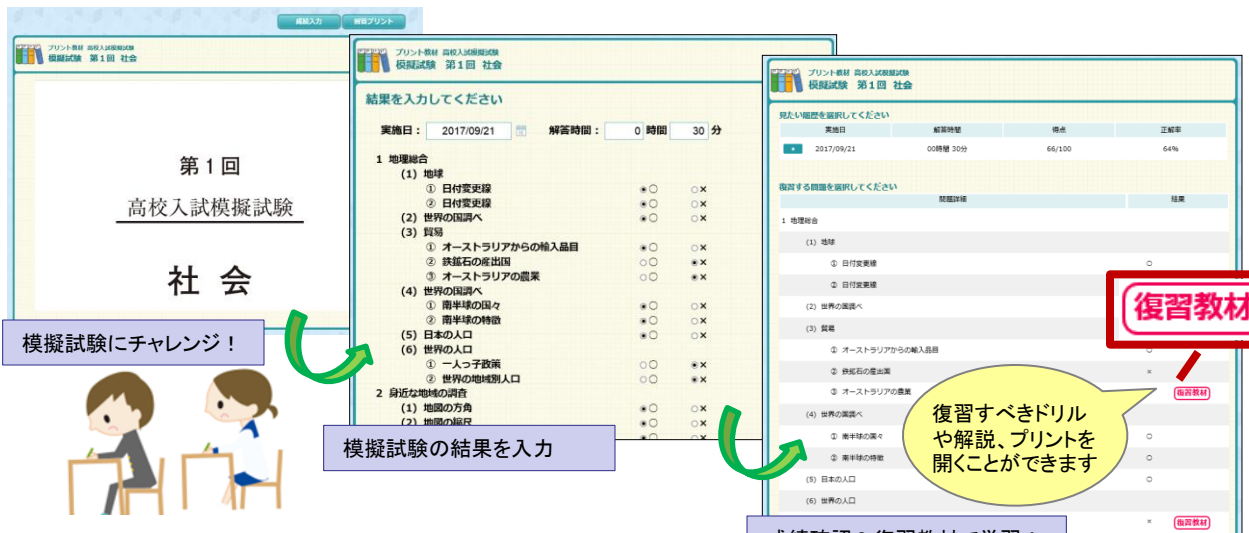 成績入力 解答プリント
プリント教材 高校入試模擬試験
模擬試験 第1回 社会
第1回
高校入試模擬試験
社会
模擬試験にチャレンジ！
プリント教材 高校入試模擬試験
模擬試験 第1回 社会
結果を入力してください
実施日： 2017/09/21 解答時間： 0 時間 30 分
1 地理総合
(1) 地球
① 日付変更線 ○ ×
② 日付変更線 ○ ×
(2) 世界の国調べ ○ ×
(3) 貿易
① オーストラリアからの輸入品目 ○ ×
② 鉄鉱石の産出国 ○ ×
③ オーストラリアの農業 ○ ×
(4) 世界の国調べ
① 南半球の国々 ○ ×
② 南半球の特徴 ○ ×
(5) 日本の人口 ○ ×
(6) 世界の人口
① 一人っ子政策 ○ ×
② 世界の地域別人口 ○ ×
2 身近な地域の調査
(1) 地図の方角 ○ ×
(2) 地図の縮尺 ○ ×
○ ×
模擬試験の結果を入力
プリント教材 高校入試模擬試験
模擬試験 第1回 社会
見たい履歴を選択してください
実施日 解答時間 得点 正解率
2017/09/21 00時間 30分 66/100 64%
復習する問題を選択してください
問題詳細 結果
1 地理総合
(1) 地球
① 日付変更線 ○
② 日付変更線
(2) 世界の国調べ
(3) 貿易
① オーストラリアからの輸入品目 ○
② 鉄鉱石の産出国 ×
③ オーストラリアの農業 復習教材
(4) 世界の国調べ
① 南半球の国々 ○
② 南半球の特徴 ○
(5) 日本の人口 ○
(6) 世界の人口
× 復習教材
復習教材
復習すべきドリル
や解説、プリントを
開くことができます